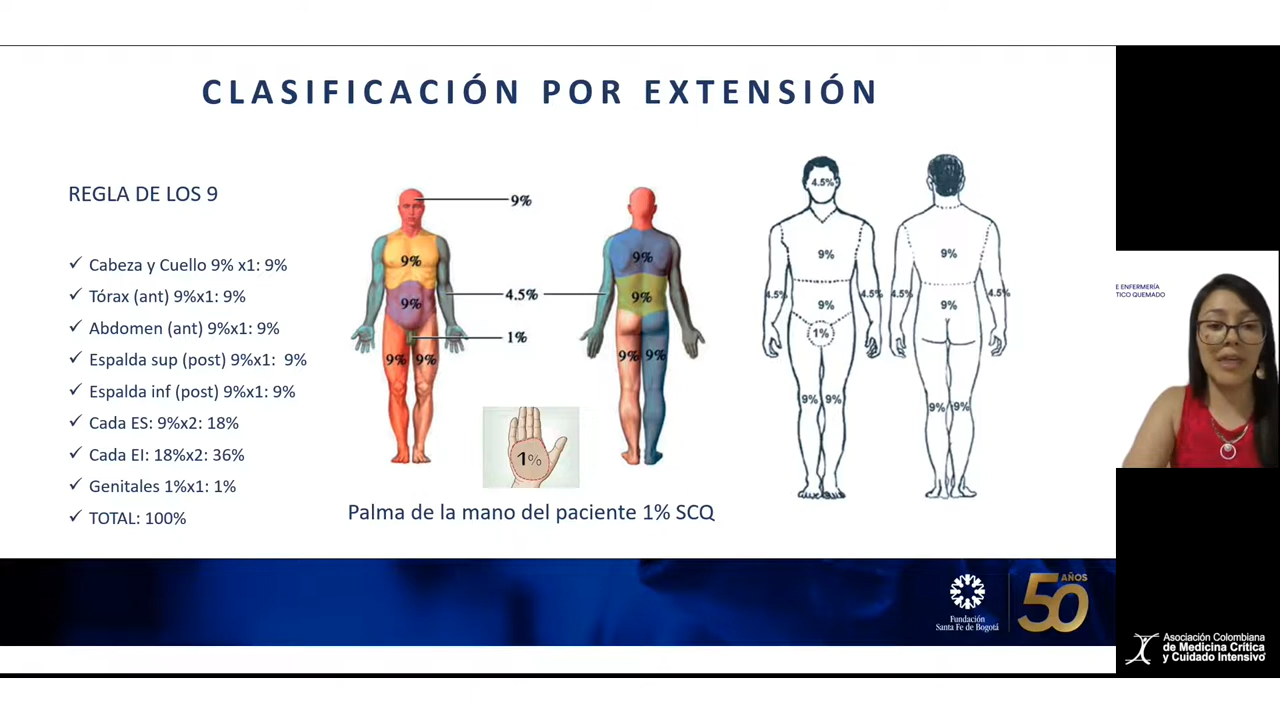 CLASIFICACIÓN POR EXTENSIÓN
REGLA DE LOS 9
✓ Cabeza y Cuello 9% x1: 9%
✓ Tórax (ant) 9%x1: 9%
✓ Abdomen (ant) 9%x1: 9%
✓ Espalda sup (post) 9%x1: 9%
✓ Espalda inf (post) 9%x1: 9%
✓ Cada ES: 9%x2: 18%
✓ Cada EI: 18%x2: 36%
✓ Genitales 1%x1: 1%
✓ TOTAL: 100%
9%
9%
9%
4.5%
1%
9% 9%
9%
9%
9% 9%
1%
Palma de la mano del paciente 1% SCQ
4.5%
9%
9%
4.5% 4.5%
1%
9% 9%
9%
9%
4.5% 4.5%
9% 9%
E ENFERMERÍA
TICO QUEMADO
Fundación
Santa Fe de Bogotá
50 AÑOS
Asociación Colombiana
de Medicina Crítica
y Cuidado Intensivo